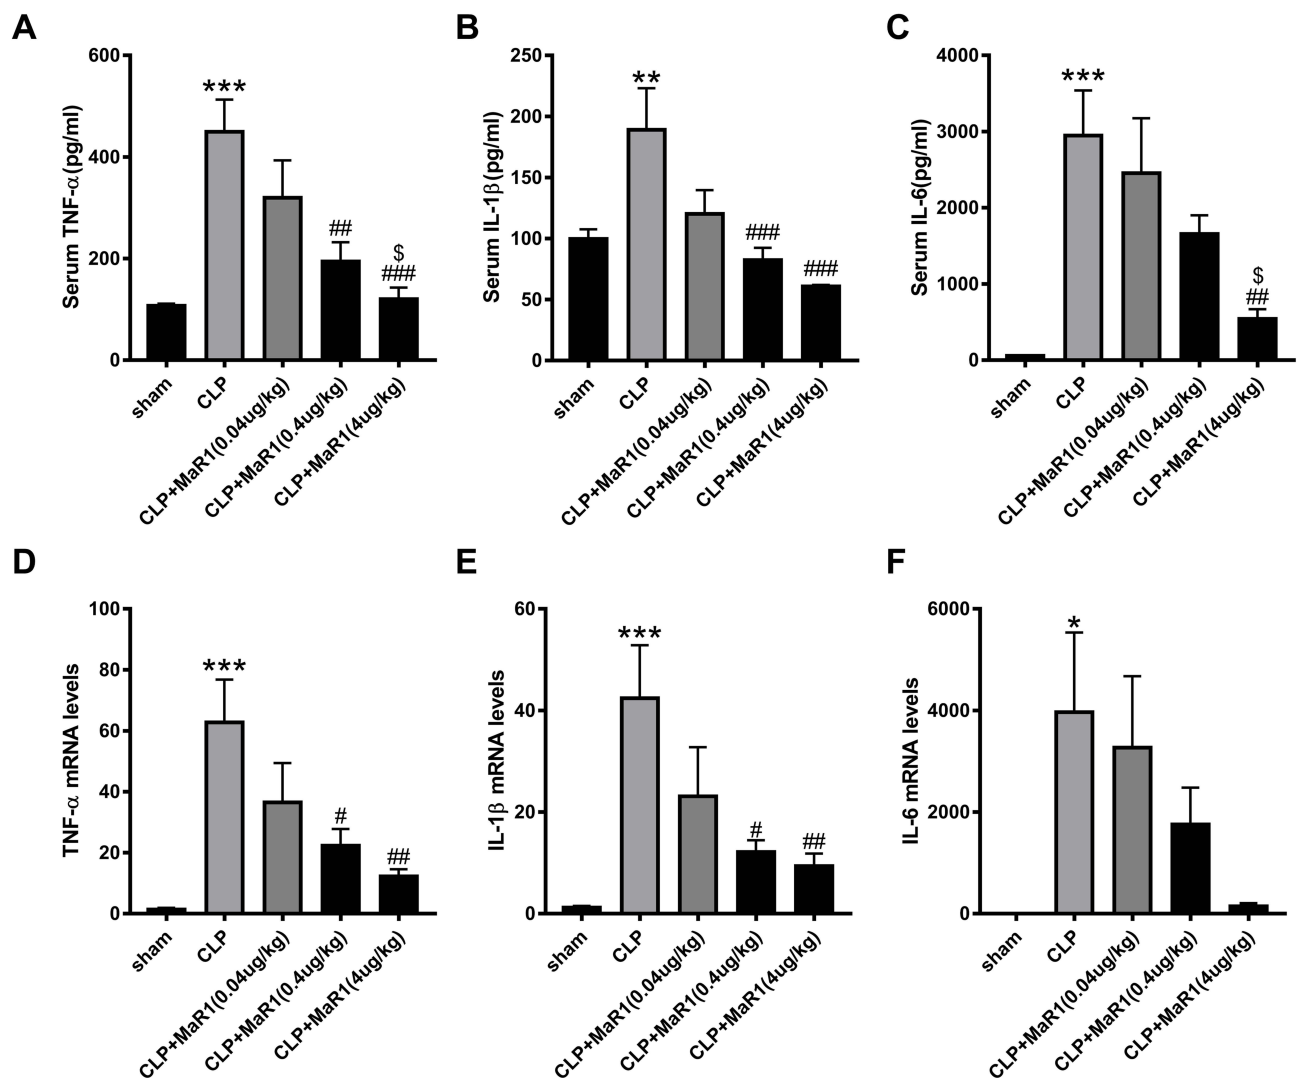 A
Serum TNF-α(pg/ml)
600
400
200
0
***
##
$
###
sham
CLP
CLP+MaR1(0.04ug/kg)
CLP+MaR1(0.4ug/kg)
CLP+MaR1(4ug/kg)
B
Serum IL-1β(pg/ml)
250
200
150
100
50
0
**
###
###
sham
CLP
CLP+MaR1(0.04ug/kg)
CLP+MaR1(0.4ug/kg)
CLP+MaR1(4ug/kg)
C
Serum IL-6(pg/ml)
4000
3000
2000
1000
0
***
$
##
sham
CLP
CLP+MaR1(0.04ug/kg)
CLP+MaR1(0.4ug/kg)
CLP+MaR1(4ug/kg)
D
TNF-α mRNA levels
100
80
60
40
20
0
***
#
##
sham
CLP
CLP+MaR1(0.04ug/kg)
CLP+MaR1(0.4ug/kg)
CLP+MaR1(4ug/kg)
E
IL-1β mRNA levels
60
40
20
0
***
#
##
sham
CLP
CLP+MaR1(0.04ug/kg)
CLP+MaR1(0.4ug/kg)
CLP+MaR1(4ug/kg)
F
IL-6 mRNA levels
6000
4000
2000
0
*
sham
CLP
CLP+MaR1(0.04ug/kg)
CLP+MaR1(0.4ug/kg)
CLP+MaR1(4ug/kg)